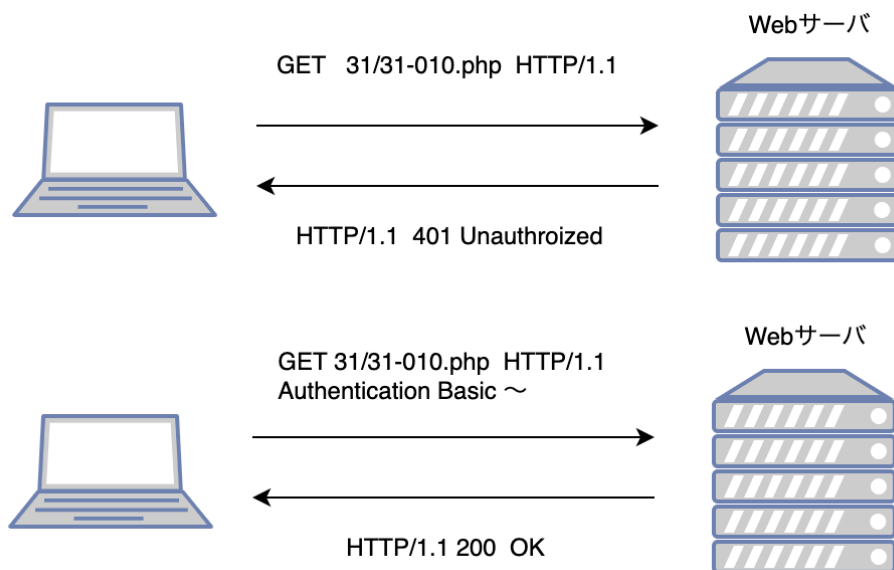 Webサーバ
GET 31/31-010.php HTTP/1.1
HTTP/1.1 401 Unauthroized
Webサーバ
GET 31/31-010.php HTTP/1.1
Authentication Basic ～
HTTP/1.1 200 OK